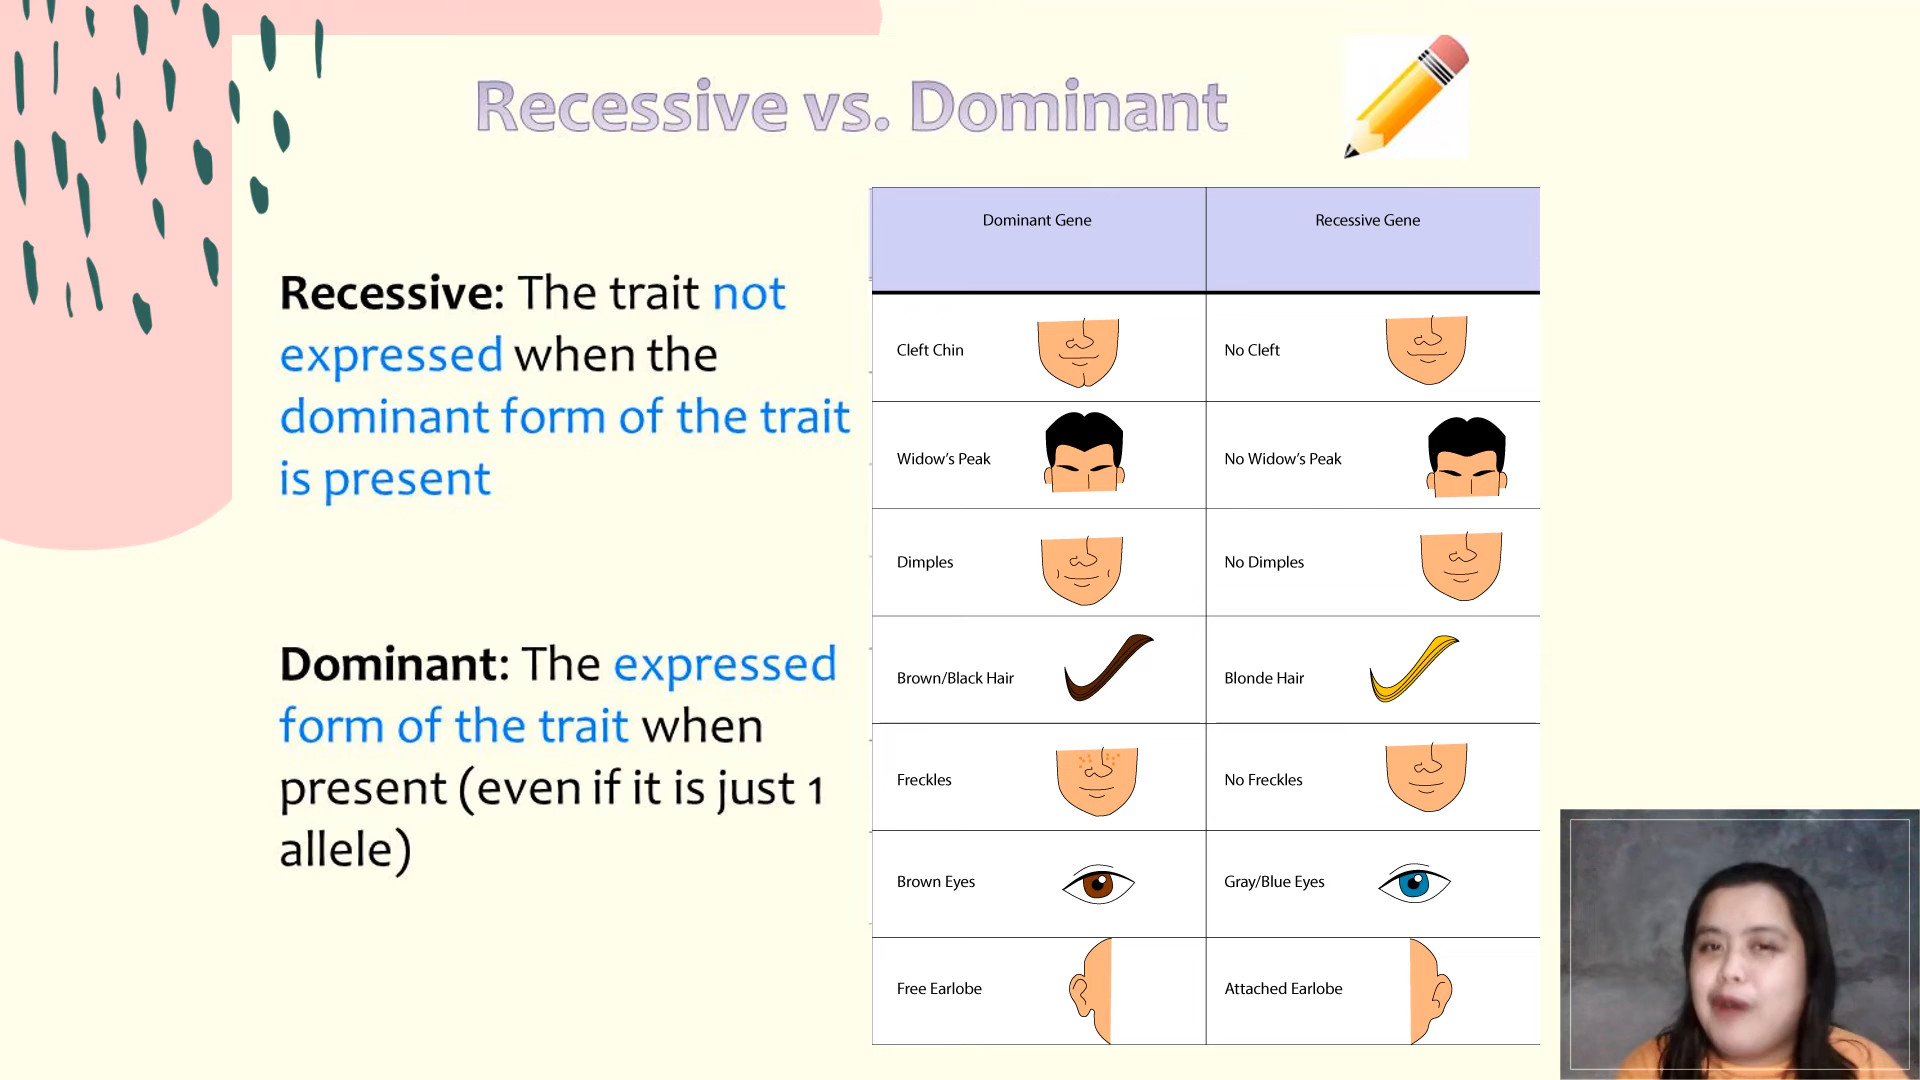 Recessive vs. Dominant
Recessive: The trait not
expressed when the
dominant form of the trait
is present
Dominant: The expressed
form of the trait when
present (even if it is just 1
allele)
Dominant Gene
Recessive Gene
Cleft Chin
No Cleft
Widow’s Peak
No Widow’s Peak
Dimples
No Dimples
Brown/Black Hair
Blonde Hair
Freckles
No Freckles
Brown Eyes
Gray/Blue Eyes
Free Earlobe
Attached Earlobe